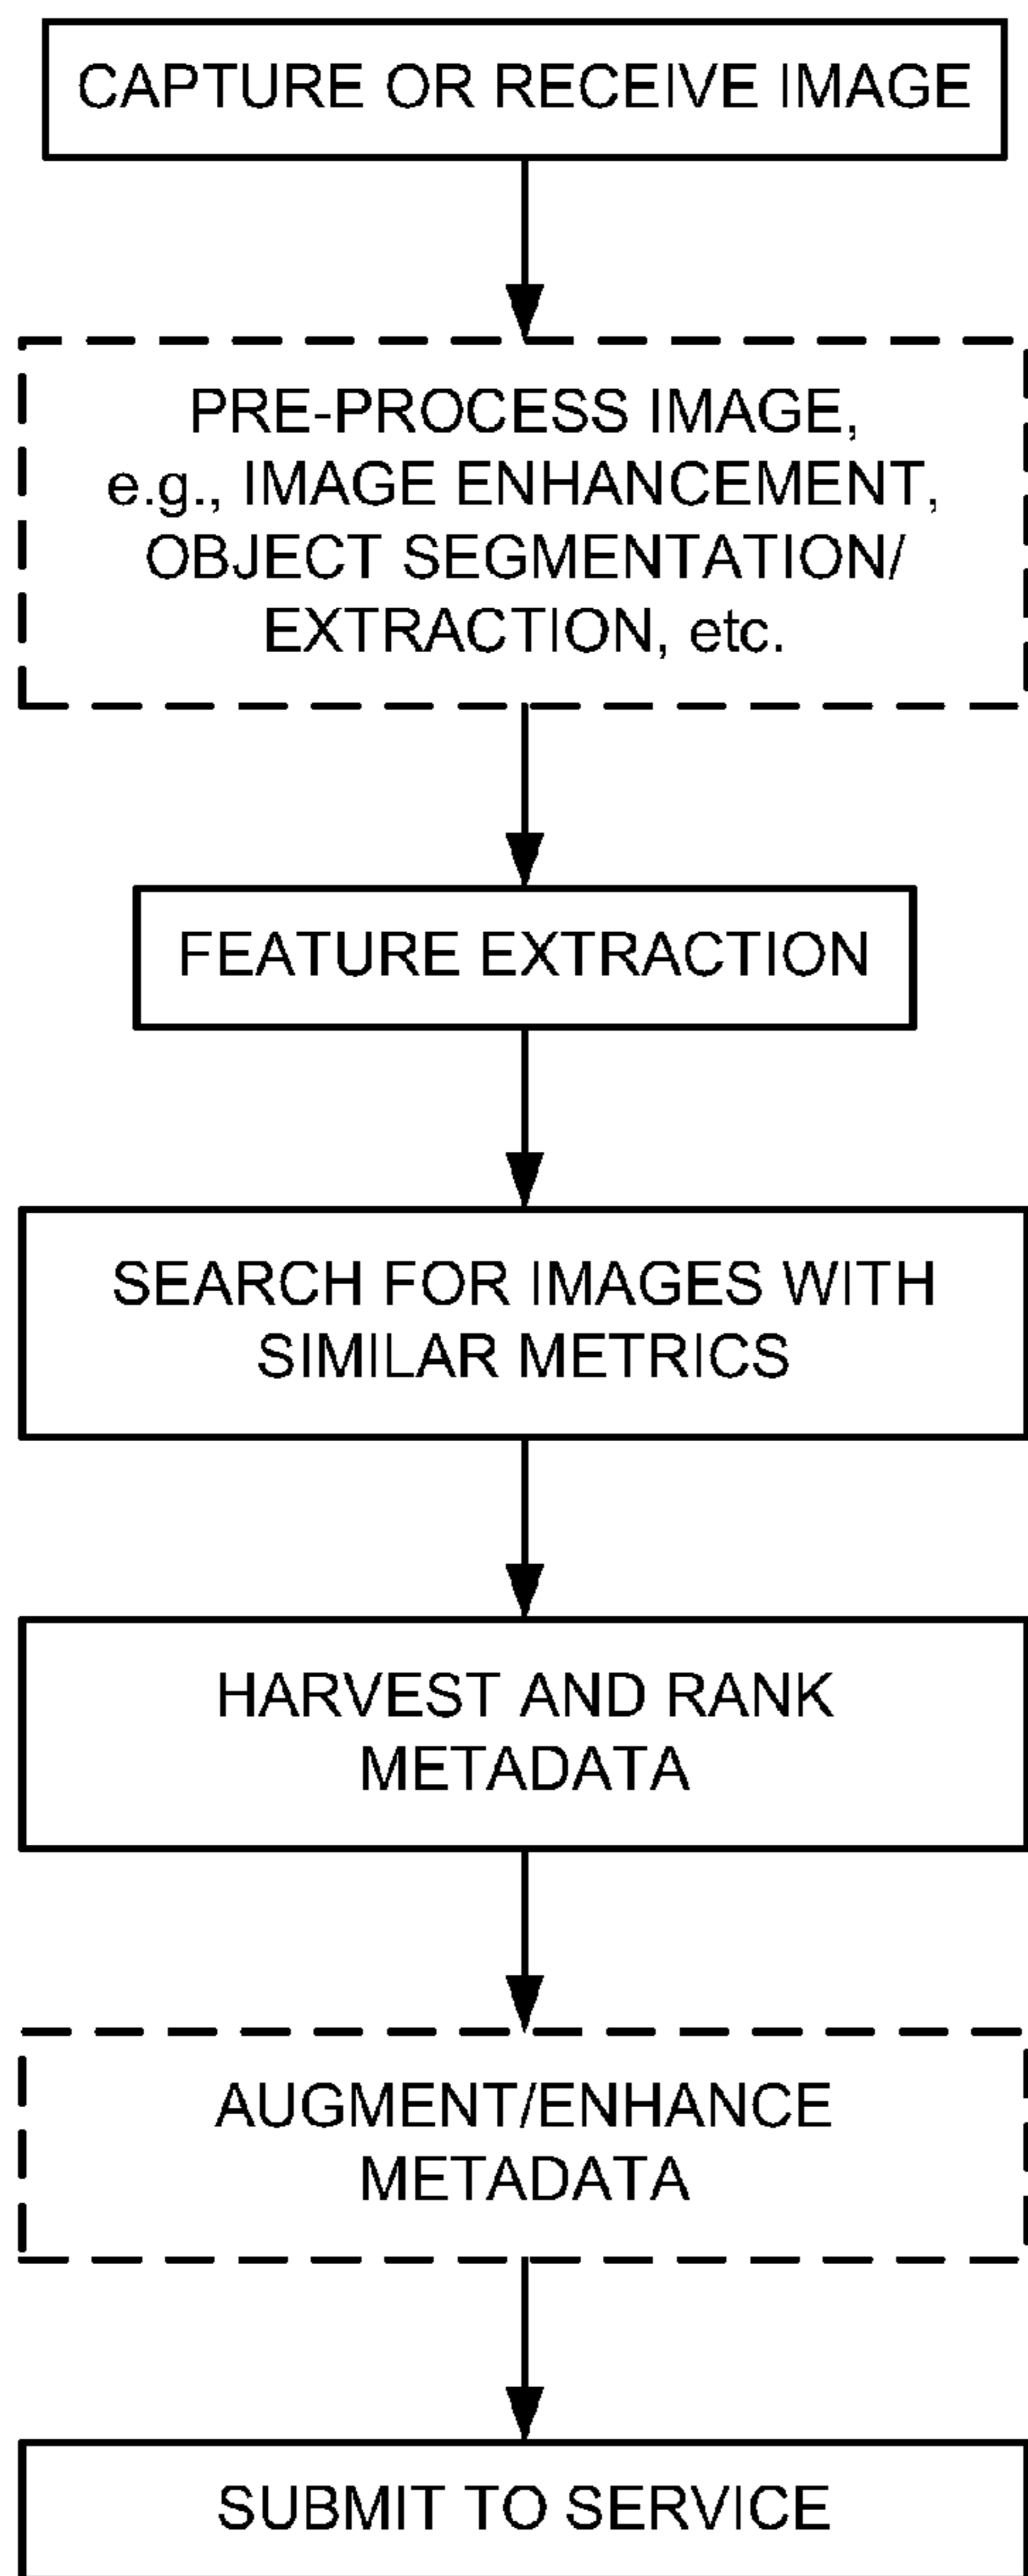 CAPTURE OR RECEIVE IMAGE
PRE-PROCESS IMAGE,
e.g., IMAGE ENHANCEMENT,
OBJECT SEGMENTATION/
EXTRACTION, etc.
FEATURE EXTRACTION
SEARCH FOR IMAGES WITH
SIMILAR METRICS
HARVEST AND RANK
METADATA
AUGMENT/ENHANCE
METADATA
SUBMIT TO SERVICE